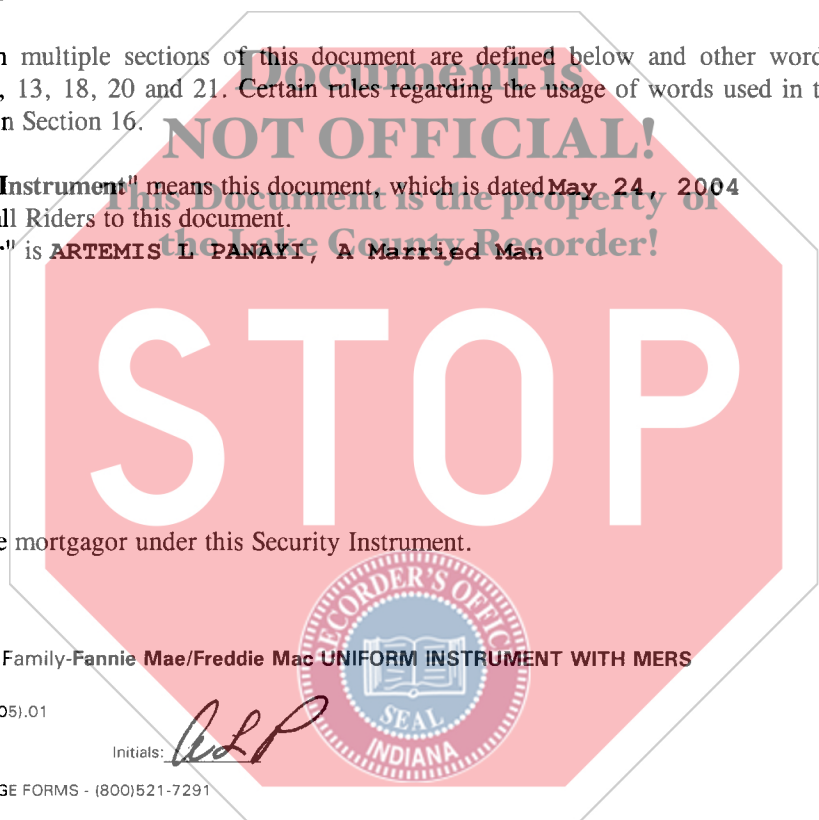 multiple sections of this document are defined below and other
Document is
, 13, 18, 20 and 21. Certain rules regarding the usage of words used in
n Section 16.
NOT OFFICIAL!
Instrument" means this document, which is dated May 24, 2004
This Document is the property of
ll Riders to this document.
" is ARTEMIS L PANAYI, A Married Man
the Lake County Recorder!
STOP
e mortgagor under this Security Instrument.
RECORDER'S OFFICE
Family-Fannie Mae/Freddie Mac UNIFORM INSTRUMENT WITH MERS
05).01
SEAL
Initials: ALP
INDIANA
GE FORMS - (800)521-7291